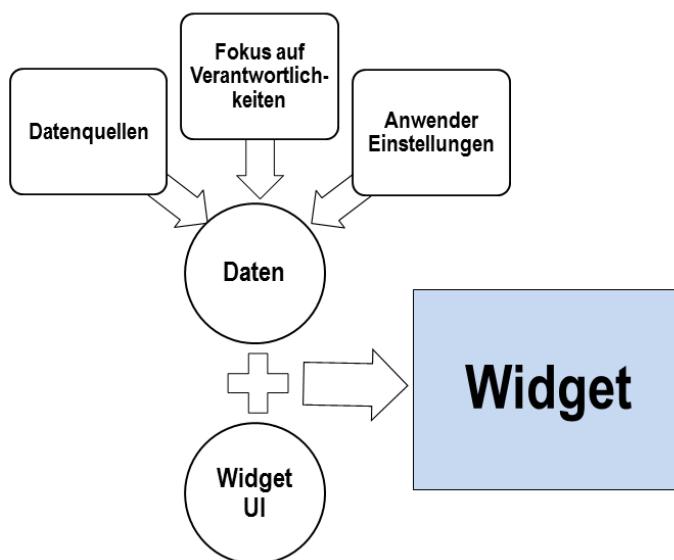 Fokus auf
Verantwortlich-
keiten
Datenquellen
Anwender
Einstellungen
Daten
Widget
Widget
UI